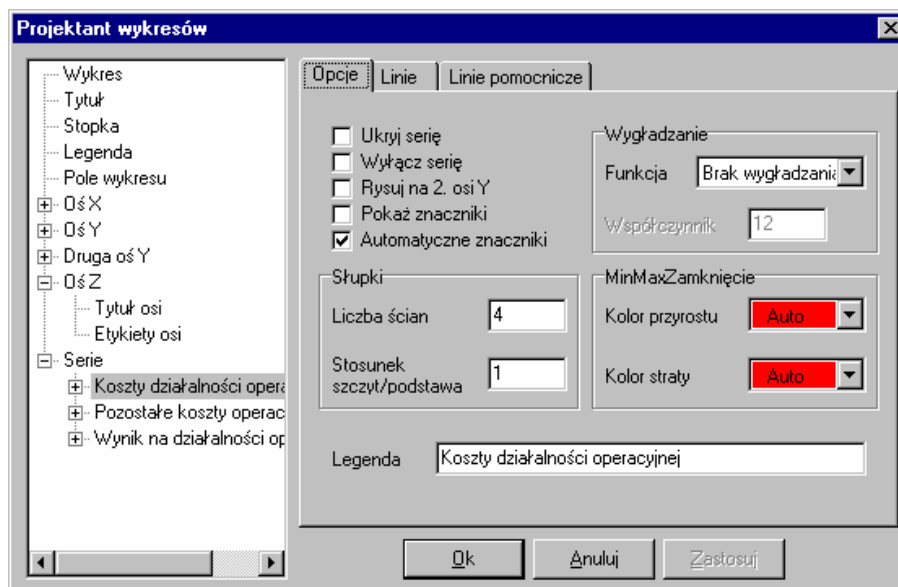 Projektant wykresów
Wykres
Tytuł
Stopka
Legenda
Pole wykresu
Oś X
Oś Y
Druga oś Y
Oś Z
Tytuł osi
Etykiety osi
Serie
Koszty działalności opera
Pozostałe koszty operac
Wynik na działalności op
Opcje
Linie
Linie pomocnicze
Ukryj serię
Wyłącz serię
Rysuj na 2. osi Y
Pokaż znaczniki
Automatyczne znaczniki
Wygładzanie
Funkcja
Brak wygładzania
Współczynnik
12
Słupki
Liczba ścian
4
Stosunek
szczyt/podstawa
1
MinMaxZamknięcie
Kolor przyrostu
Auto
Kolor straty
Auto
Legenda
Koszty działalności operacyjnej
Ok
Anuluj
Zastosuj